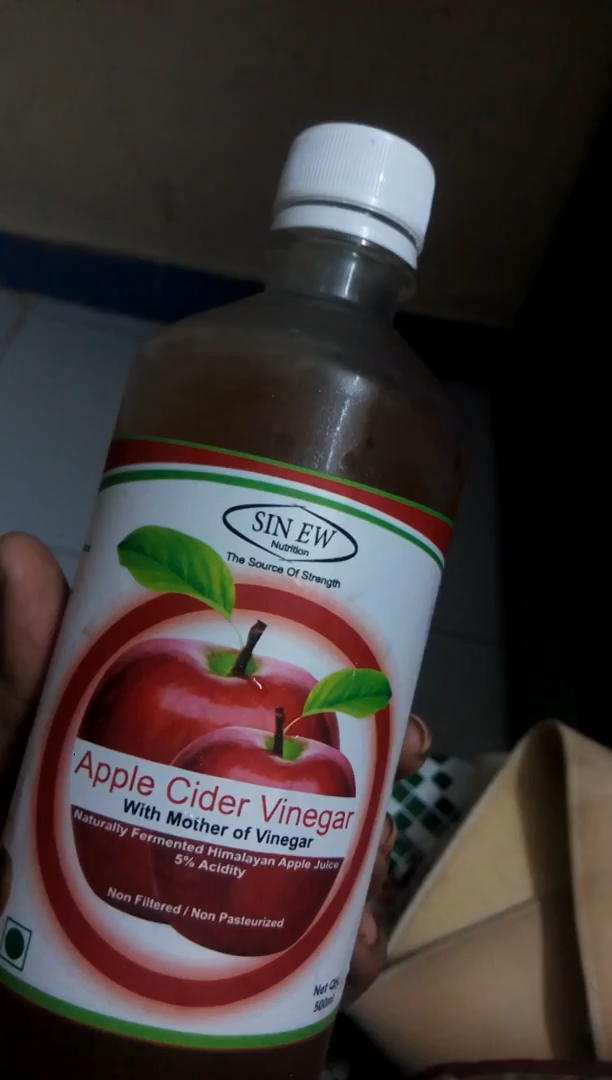 SIN EW
Nutrition
The Source Of Strength
Apple Cider Vinegar
With Mother of Vinegar
Naturally Fermented Himalayan Apple Juice
5% Acidity
Non Filtered / Non Pasteurized
Net
500ml